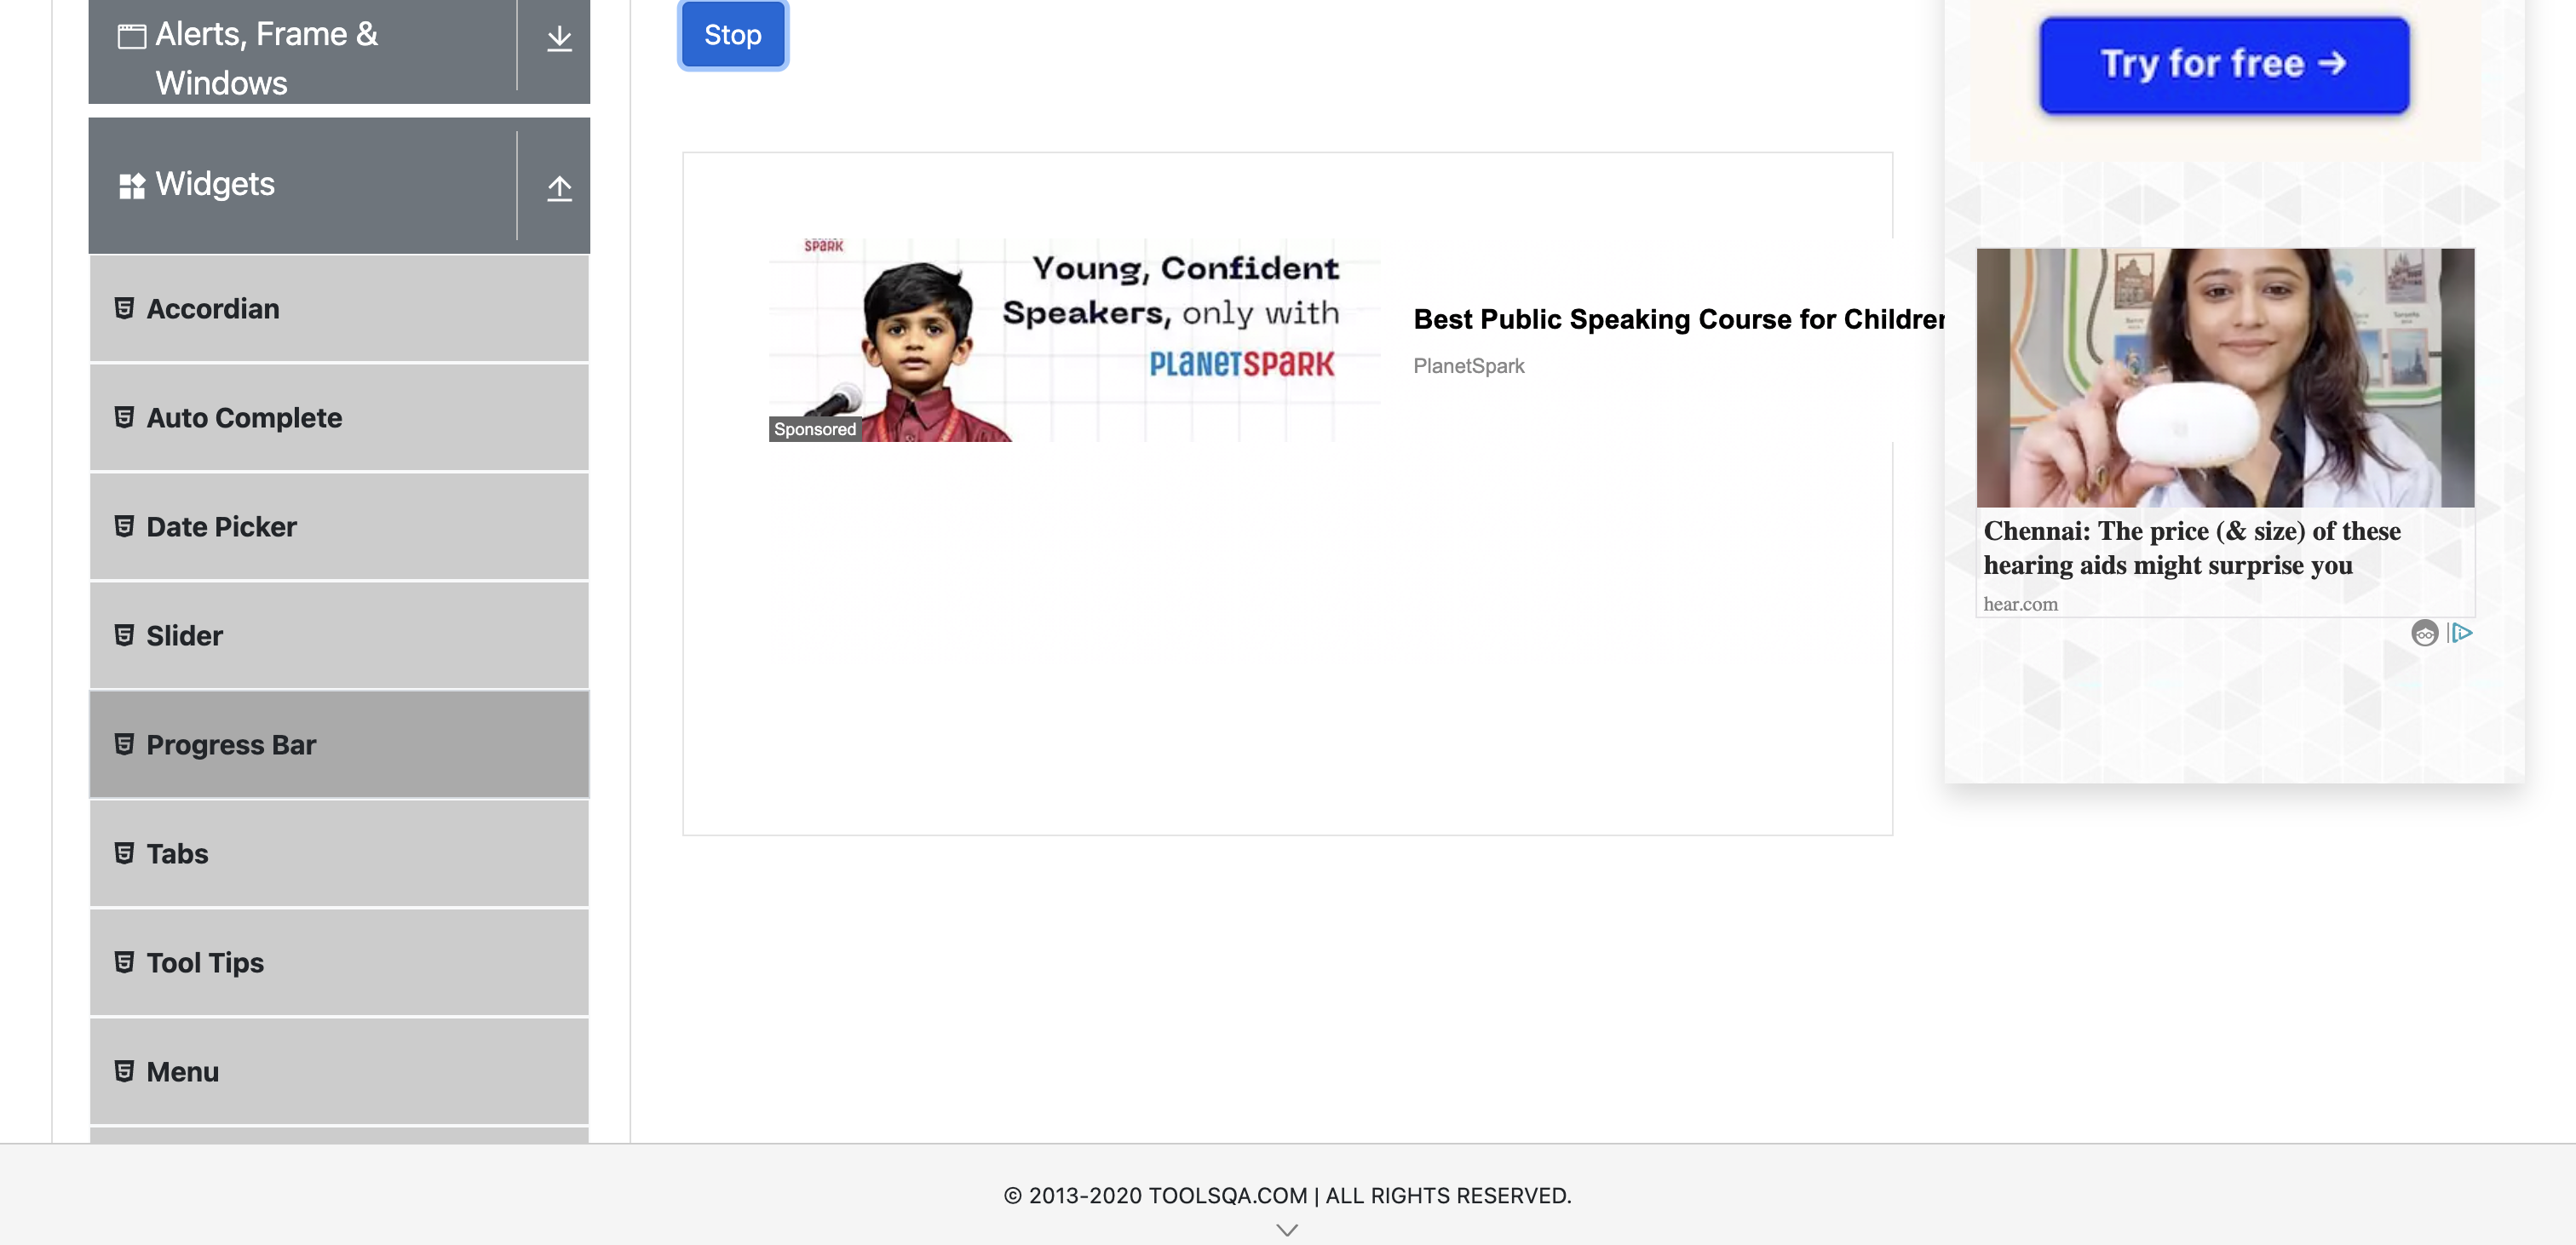 Alerts, Frame &
Windows
Widgets
Accordian
Auto Complete
Date Picker
Slider
Progress Bar
Tabs
Tool Tips
Menu
Stop
SPARK
Young, Confident
Speakers, only with
PLANETSPARK
Sponsored
Best Public Speaking Course for Children
PlanetSpark
Try for free →
Chennai: The price (& size) of these
hearing aids might surprise you
hear.com
© 2013-2020 TOOLSQA.COM | ALL RIGHTS RESERVED.